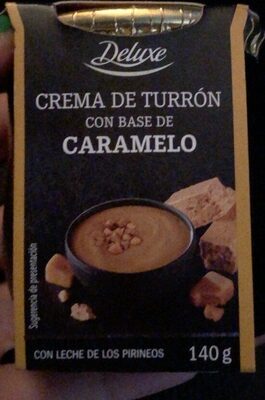 Deluxe
CREMA DE TURRÓN
CON BASE DE
CARAMELO
Sugerencia de presentación
CON LECHE DE LOS PIRINEOS 140 g